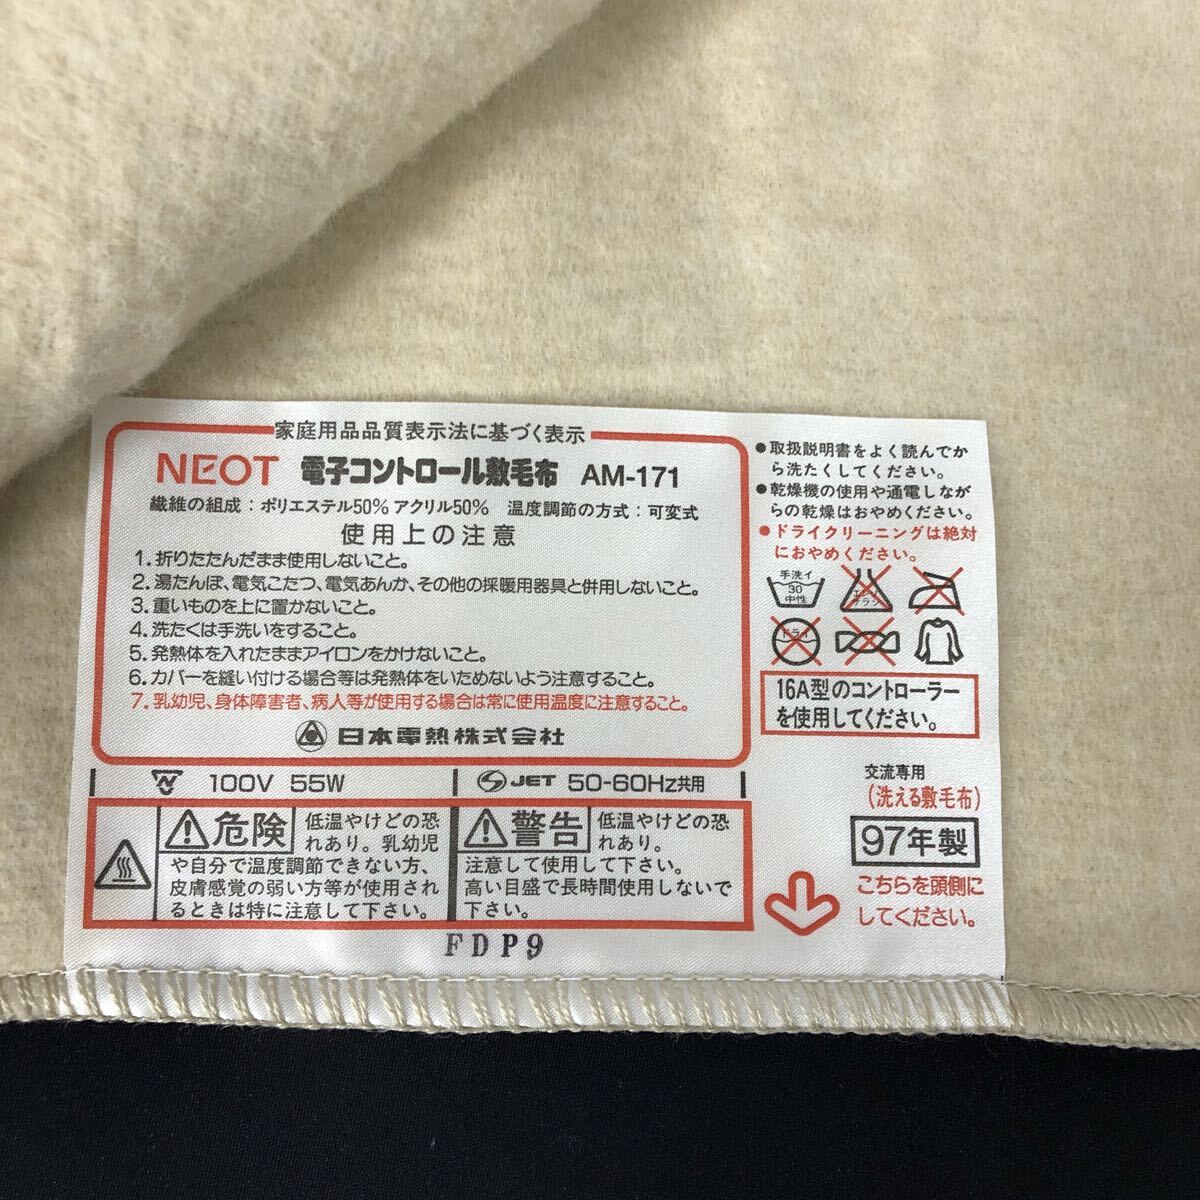 家庭用品品質表示法に基づく表示
NEOT 電子コントロール敷毛布 AM-171
繊維の組成：ポリエステル50% アクリル50% 温度調節の方式：可変式
使用上の注意
1.折りたたんだまま使用しないこと。
2.湯たんぽ、電気こたつ、電気あんか、その他の採暖用器具と併用しないこと。
3.重いものを上に置かないこと。
4.洗たくは手洗いをすること。
5.発熱体を入れたままアイロンをかけないこと。
6.カバーを縫い付ける場合等は発熱体をいためないよう注意すること。
7.乳幼児、身体障害者、病人等が使用する場合は常に使用温度に注意すること。
日本電熱株式会社
100V 55W
JET 50-60Hz共用
危険 低温やけどの恐
れあり。乳幼児
や自分で温度調節できない方、
皮膚感覚の弱い方等が使用され
るときは特に注意して下さい。
警告 低温やけどの恐
れあり。
注意して使用して下さい。
高い目盛で長時間使用しないで
下さい。
FDP9
●取扱説明書をよく読んでか
ら洗たくしてください。
●乾燥機の使用や通電しなが
らの乾燥はおやめください。
●ドライクリーニングは絶対
におやめください。
手洗イ
30
中性
エンソ
サラシ
ドライ
16A型のコントローラー
を使用してください。
交流専用
(洗える敷毛布)
97年製
こちらを頭側に
してください。